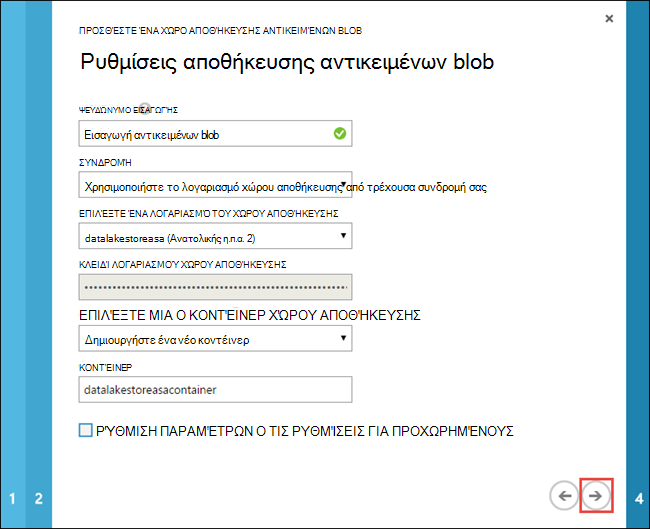 ΠΡΟΣΘΈΣΤΕ ΈΝΑ ΧΏΡΟ ΑΠΟΘΉΚΕΥΣΗΣ ΑΝΤΙΚΕΙΜΈΝΩΝ BLOB
Ρυθμίσεις αποθήκευσης αντικειμένων blob
ΨΕΥΔΏΝΥΜΟ ΕΙΣΑΓΩΓΉΣ
Εισαγωγή αντικειμένων blob
ΣΥΝΔΡΟΜΉ
Χρησιμοποιήστε το λογαριασμό χώρου αποθήκευσης από τρέχουσα συνδρομή σας
ΕΠΙΛΈΞΤΕ ΈΝΑ ΛΟΓΑΡΙΑΣΜΌ ΤΟΥ ΧΏΡΟΥ ΑΠΟΘΉΚΕΥΣΗΣ
datalakestoreasa (Ανατολικής η.π.α. 2)
ΚΛΕΙΔΊ ΛΟΓΑΡΙΑΣΜΟΎ ΧΏΡΟΥ ΑΠΟΘΉΚΕΥΣΗΣ
ΕΠΙΛΈΞΤΕ ΜΙΑ Ο ΚΟΝΤΈΙΝΕΡ ΧΏΡΟΥ ΑΠΟΘΉΚΕΥΣΗΣ
Δημιουργήστε ένα νέο κοντέινερ
ΚΟΝΤΈΙΝΕΡ
datalakestoreasacontainer
ΡΎΘΜΙΣΗ ΠΑΡΑΜΈΤΡΩΝ Ο ΤΙΣ ΡΥΘΜΊΣΕΙΣ ΓΙΑ ΠΡΟΧΩΡΗΜΈΝΟΥΣ
1 2 4